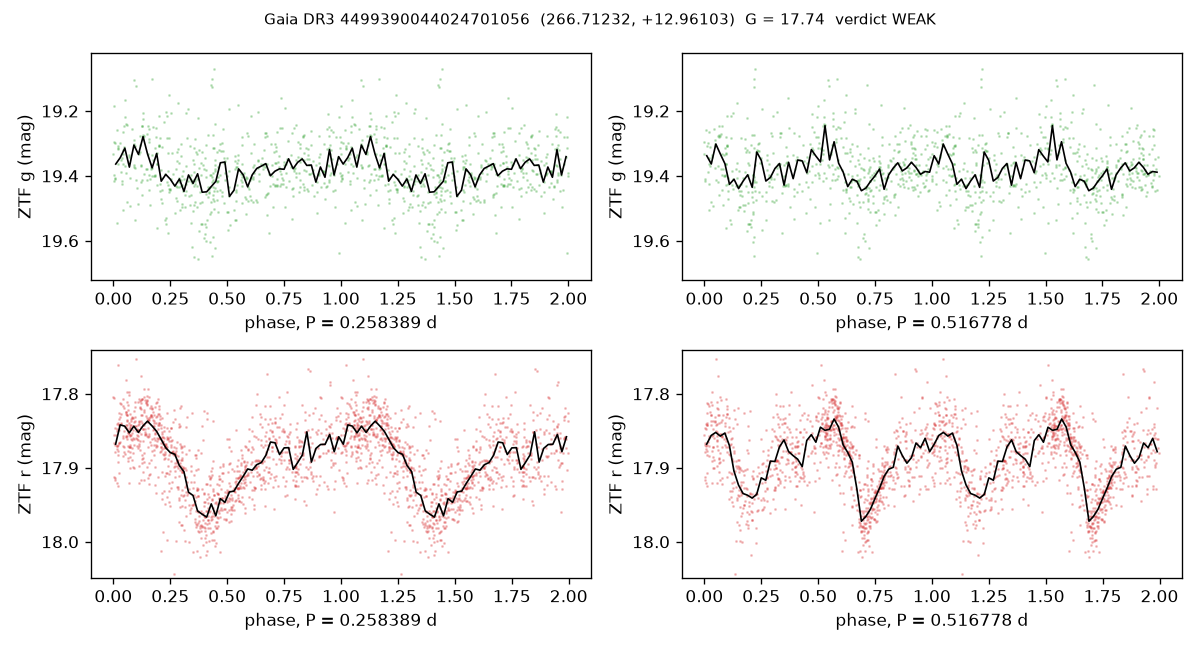 Gaia DR3 4499390044024701056  (266.71232, +12.96103)  G = 17.74  verdict WEAK
ZTF g (mag)
19.2
19.4
19.6
0.00 0.25 0.50 0.75 1.00 1.25 1.50 1.75 2.00
phase, P = 0.258389 d
ZTF g (mag)
19.2
19.4
19.6
0.00 0.25 0.50 0.75 1.00 1.25 1.50 1.75 2.00
phase, P = 0.516778 d
ZTF r (mag)
17.8
17.9
18.0
0.00 0.25 0.50 0.75 1.00 1.25 1.50 1.75 2.00
phase, P = 0.258389 d
ZTF r (mag)
17.8
17.9
18.0
0.00 0.25 0.50 0.75 1.00 1.25 1.50 1.75 2.00
phase, P = 0.516778 d